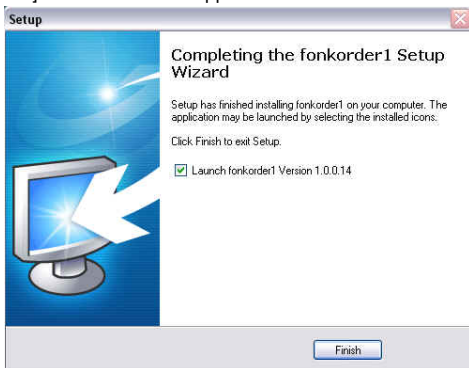 Setup
Completing the fonkorder1 Setup
Wizard
Setup has finished installing fonkorder1 on your computer. The
application may be launched by selecting the installed icons.
Click Finish to exit Setup.
Launch fonkorder1 Version 1.0.0.14
Finish